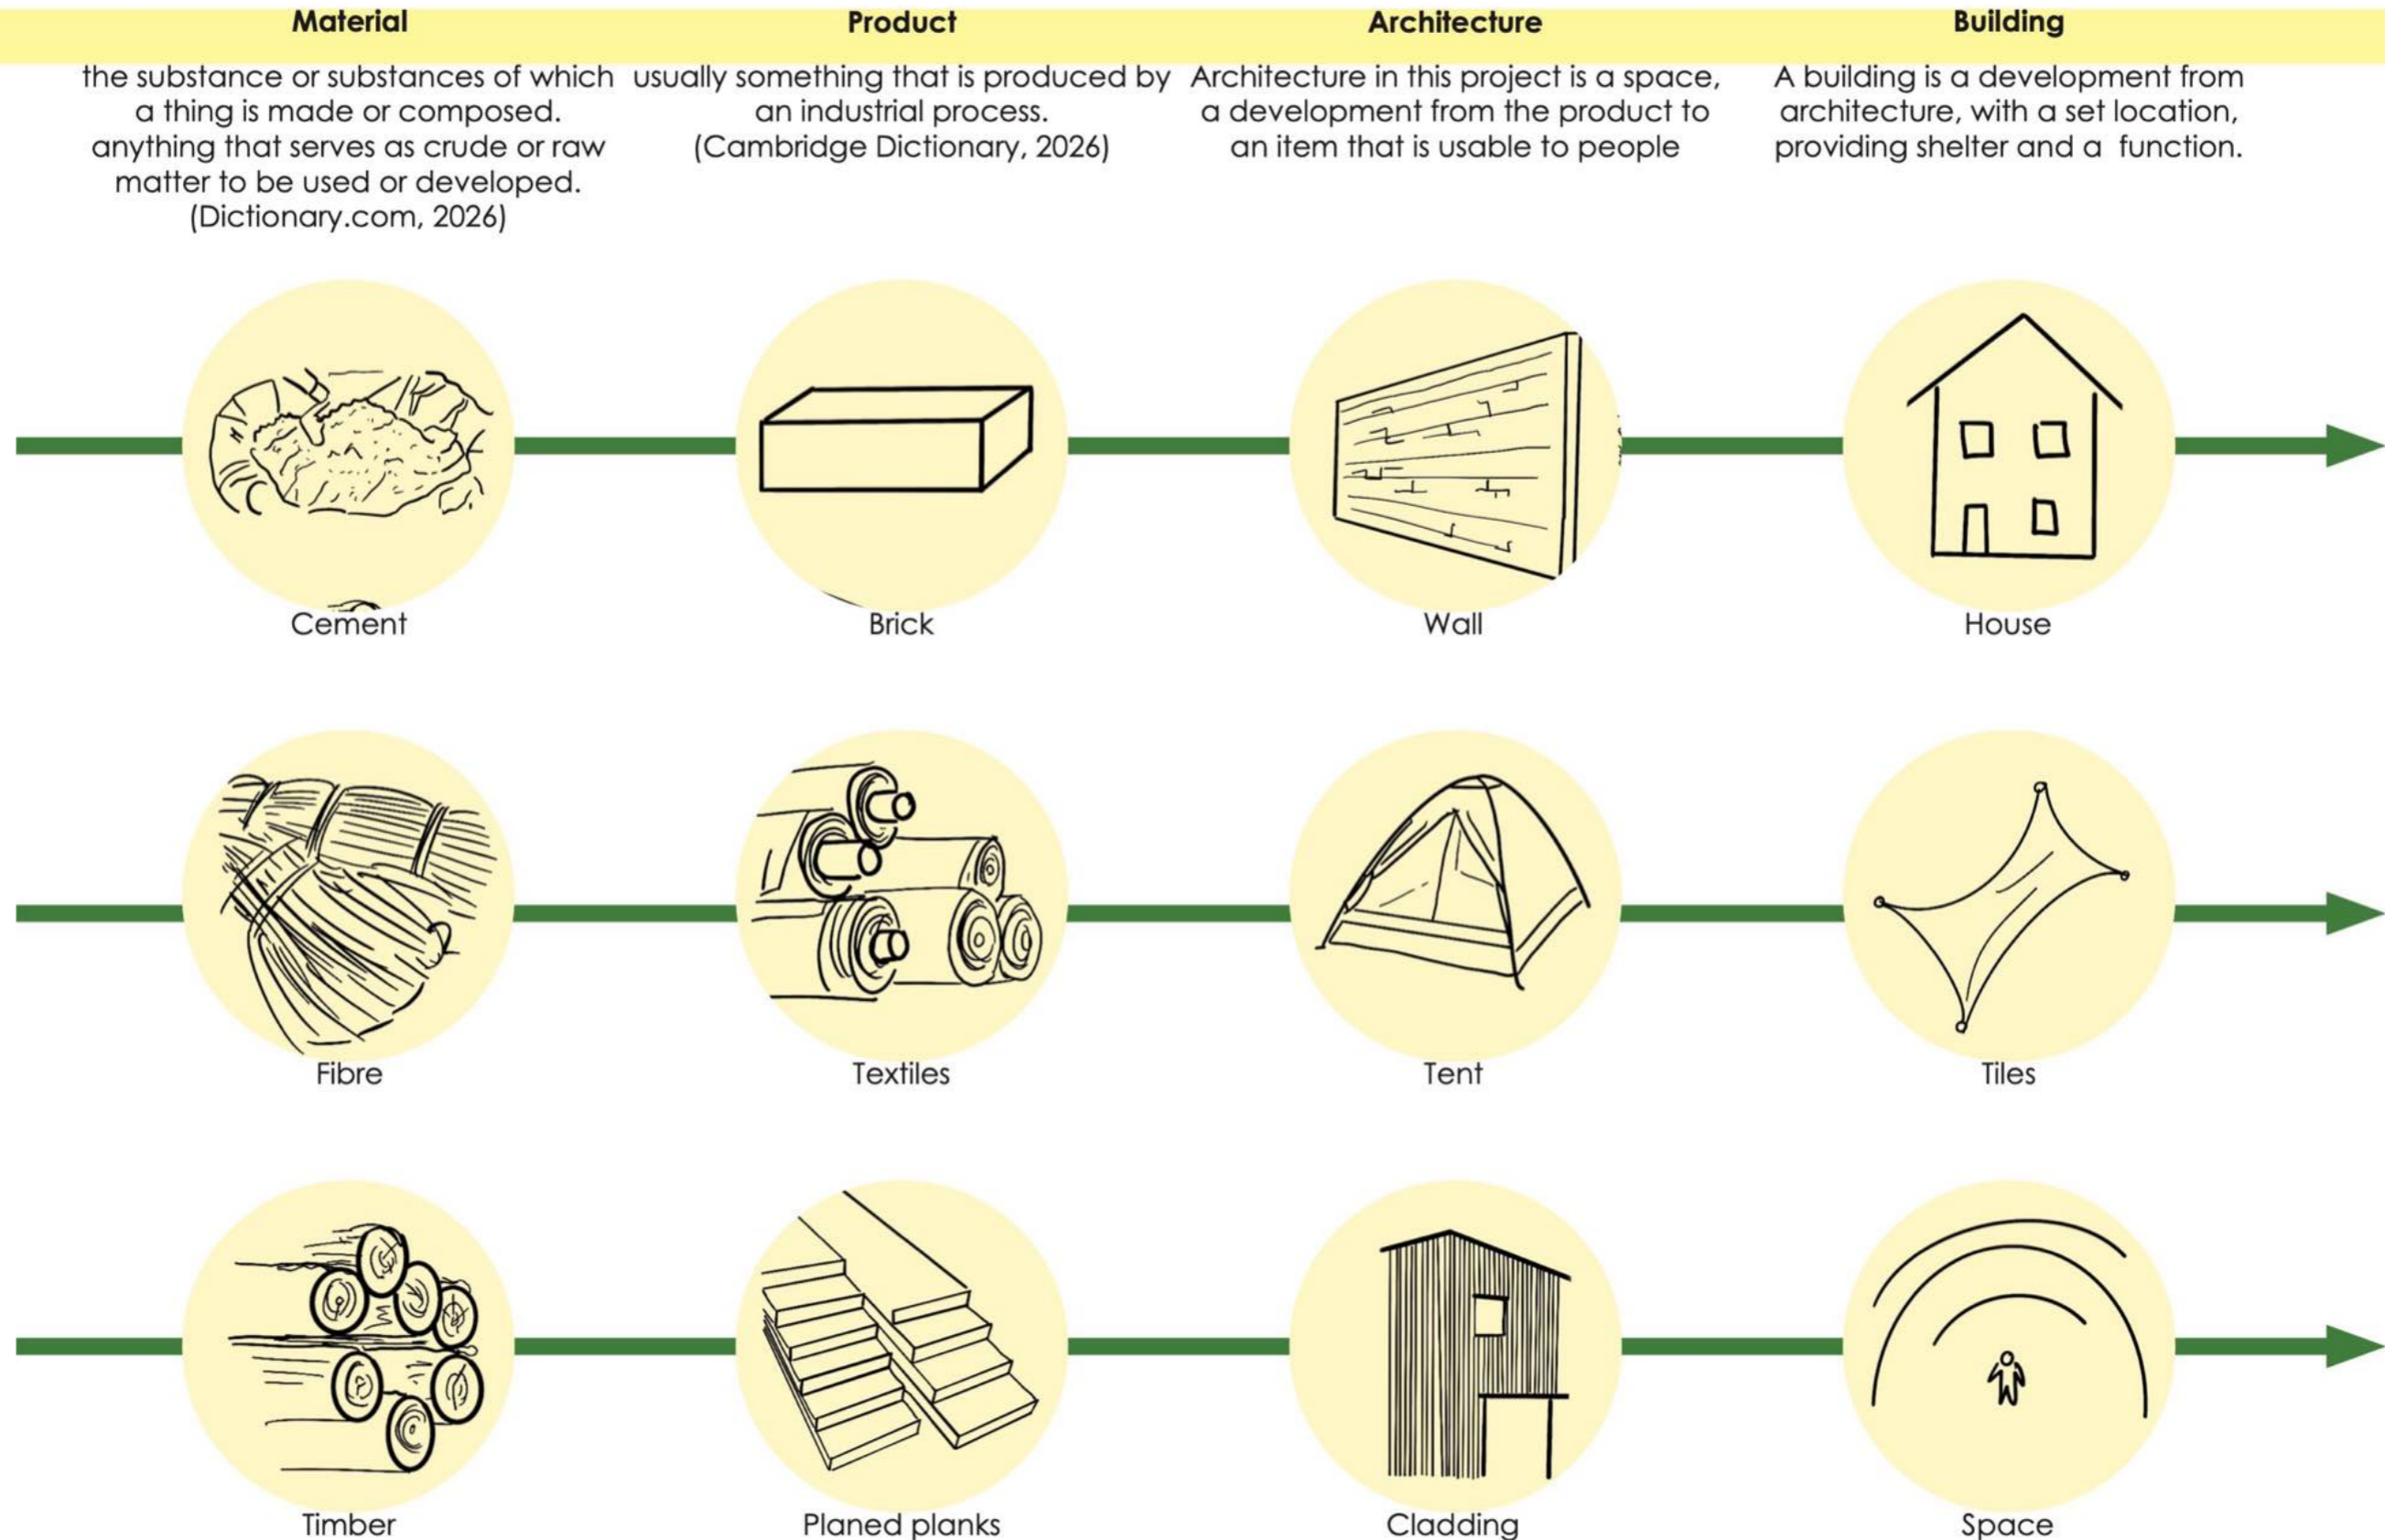 Material
the substance or substances of which
a thing is made or composed.
anything that serves as crude or raw
matter to be used or developed.
(Dictionary.com, 2026)
Product
usually something that is produced by
an industrial process.
(Cambridge Dictionary, 2026)
Architecture
Architecture in this project is a space,
a development from the product to
an item that is usable to people
Building
A building is a development from
architecture, with a set location,
providing shelter and a  function.
Cement
Brick
Wall
House
Fibre
Textiles
Tent
Tiles
Timber
Planed planks
Cladding
Space